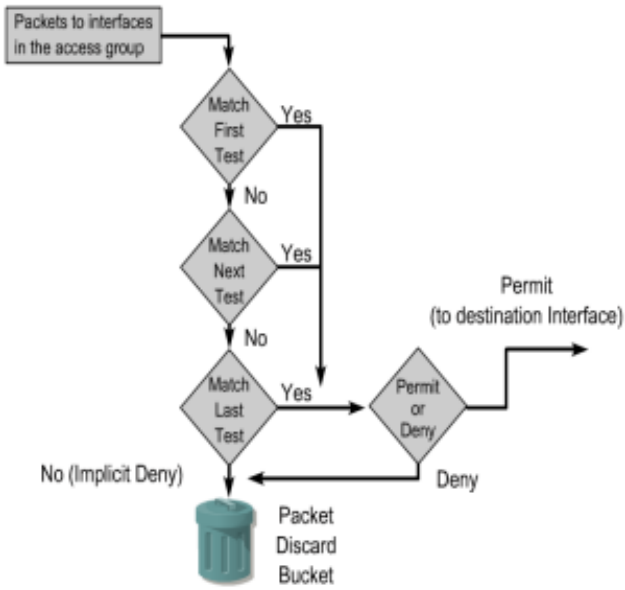 Packets to interfaces
in the access group
Match
First
Test
Yes
No
Match
Next
Test
Yes
No
Match
Last
Test
Yes
Permit
or
Deny
Permit
(to destination Interface)
No (Implicit Deny)
Deny
Packet
Discard
Bucket